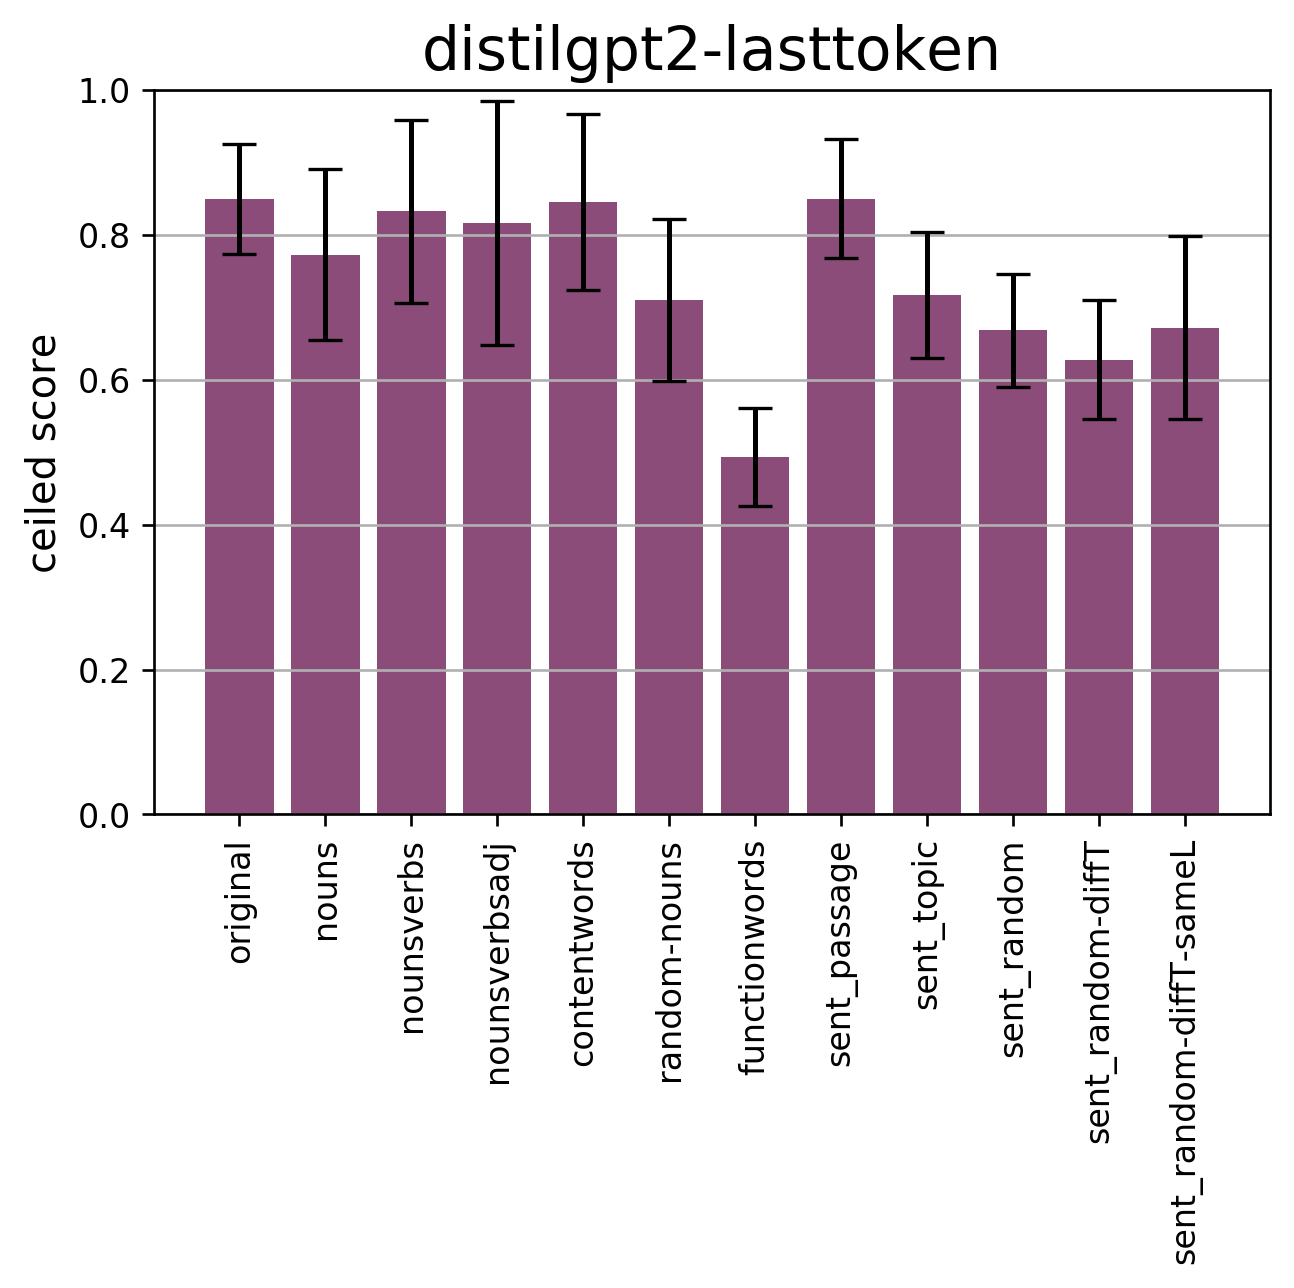 distilgpt2-lasttoken
ceiled score
1.0
0.8
0.6
0.4
0.2
0.0
original
nouns
nounsverbs
nounsverbsadj
contentwords
random-nouns
functionwords
sent_passage
sent_topic
sent_random
sent_random-diffT
sent_random-diffT-sameL